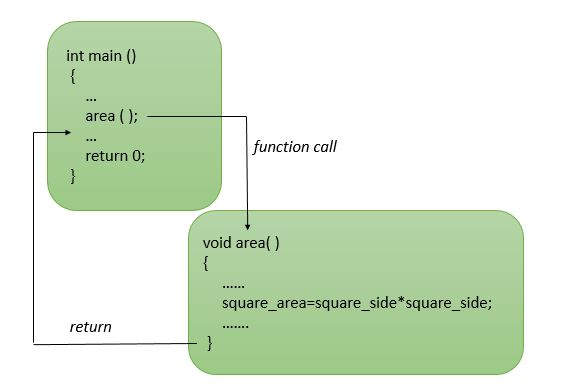 int main ()
{
...
area ( );
...
return 0;
}
function call
void area( )
{
......
square_area=square_side*square_side;
.......
}
return